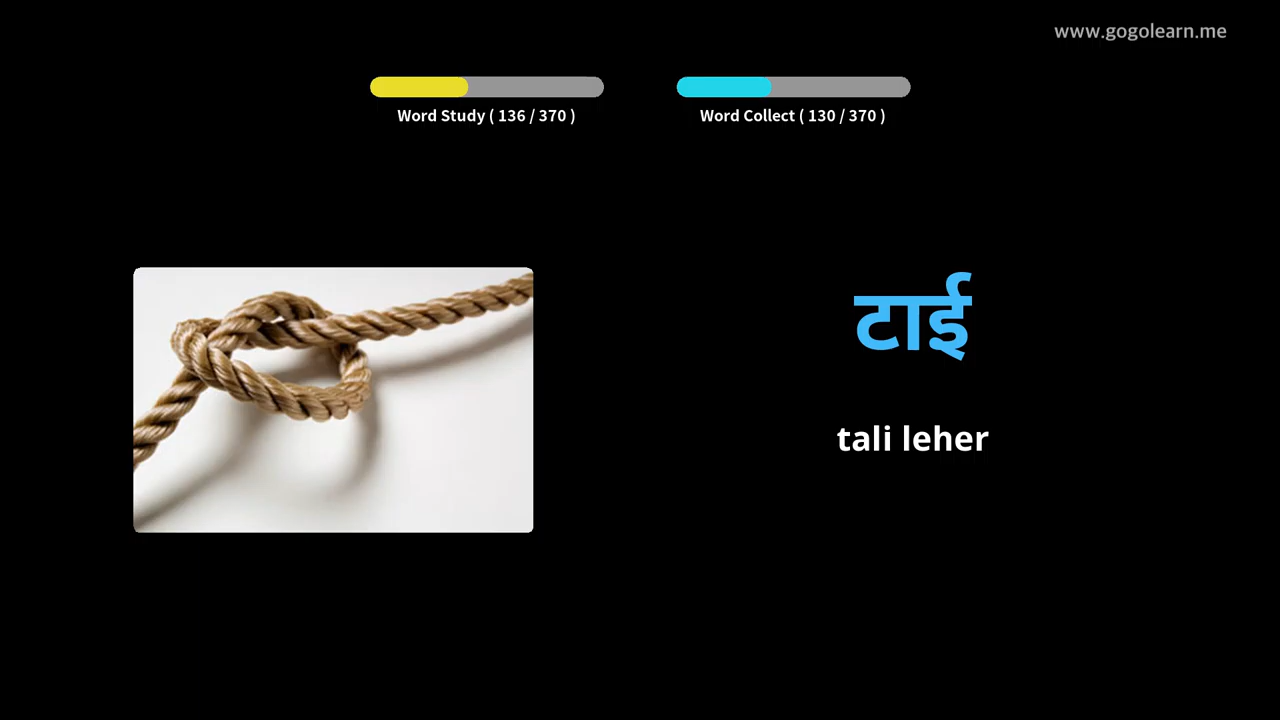 www.gogolearn.me
Word Study ( 136 / 370 )
Word Collect ( 130 / 370 )
टाई
tali leher